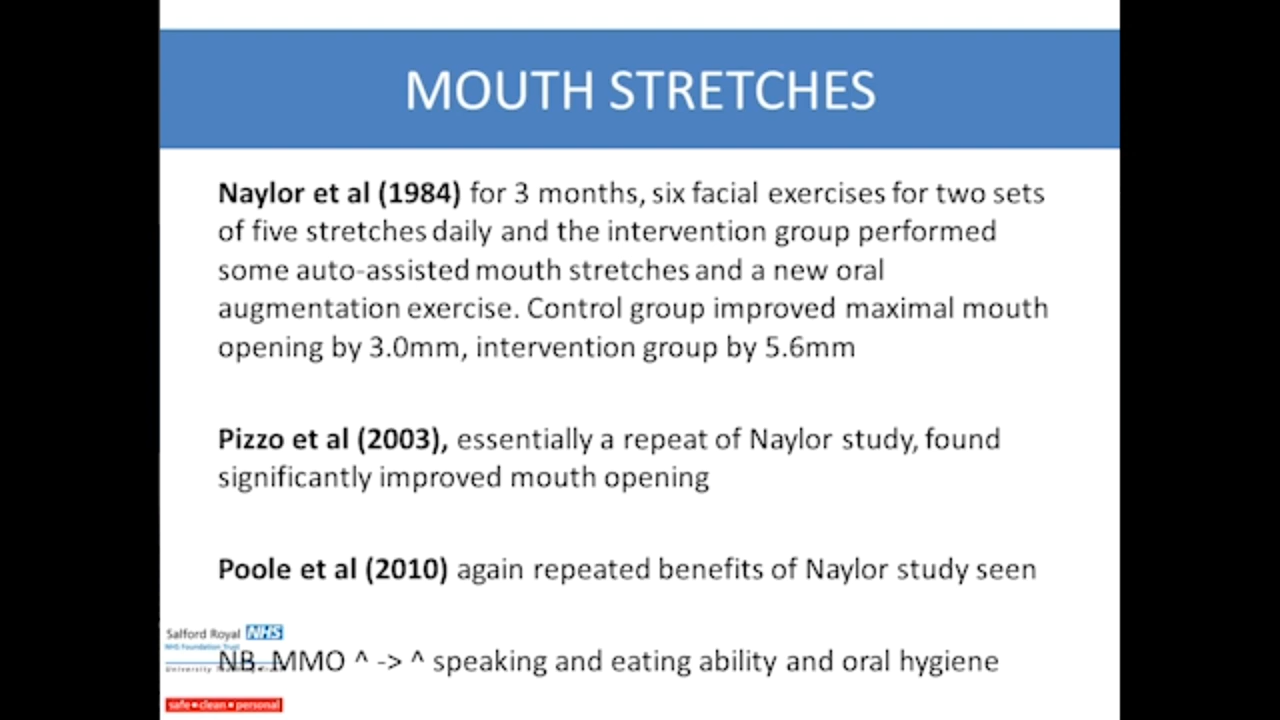 MOUTH STRETCHES
Naylor et al (1984) for 3 months, six facial exercises for two sets
of five stretches daily and the intervention group performed
some auto-assisted mouth stretches and a new oral
augmentation exercise. Control group improved maximal mouth
opening by 3.0mm, intervention group by 5.6mm
Pizzo et al (2003), essentially a repeat of Naylor study, found
significantly improved mouth opening
Poole et al (2010) again repeated benefits of Naylor study seen
Salford Royal NHS
NHS Foundation Trust
NB. MMO ^ -> ^ speaking and eating ability and oral hygiene
University
safe•clean•personal